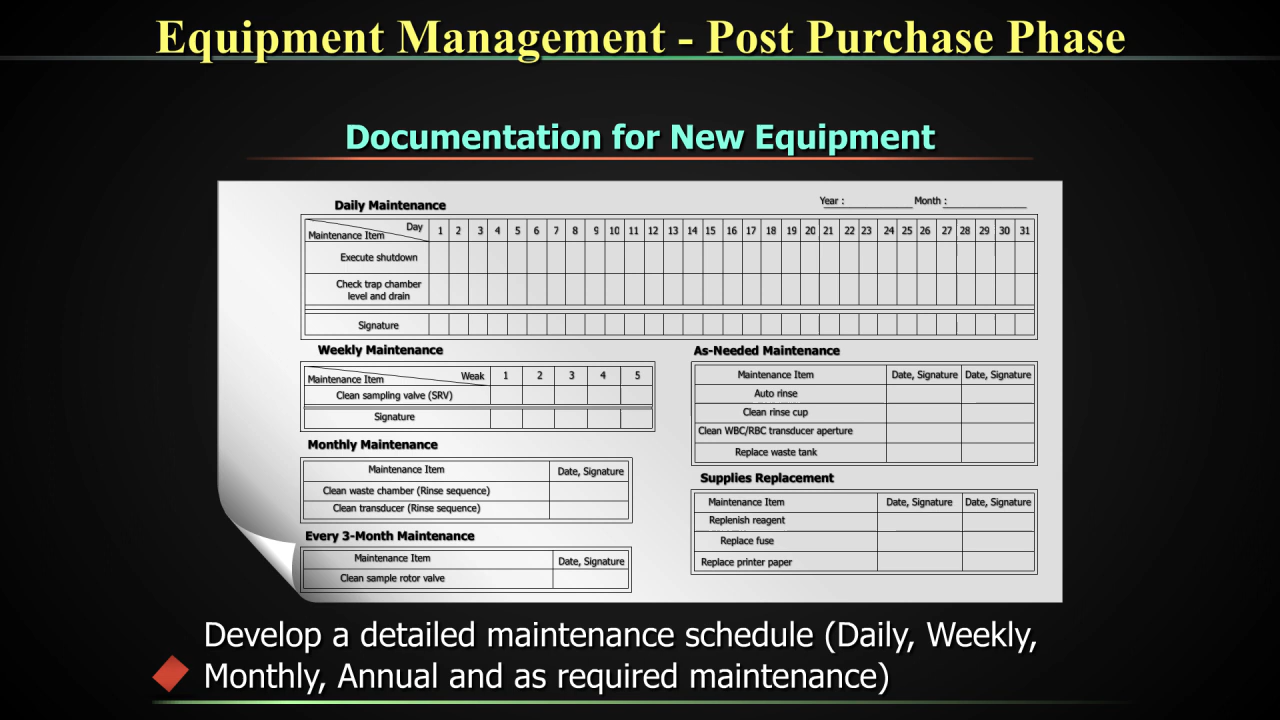 Equipment Management - Post Purchase Phase
Documentation for New Equipment
Daily Maintenance
Year : Month :
Day
Maintenance Item
1 2 3 4 5 6 7 8 9 10 11 12 13 14 15 16 17 18 19 20 21 22 23 24 25 26 27 28 29 30 31
Execute shutdown
Check trap chamber
level and drain
Signature
Weekly Maintenance
Weak 1 2 3 4 5
Maintenance Item
Clean sampling valve (SRV)
Signature
Monthly Maintenance
Maintenance Item Date, Signature
Clean waste chamber (Rinse sequence)
Clean transducer (Rinse sequence)
Every 3-Month Maintenance
Maintenance Item Date, Signature
Clean sample rotor valve
As-Needed Maintenance
Maintenance Item Date, Signature Date, Signature
Auto rinse
Clean rinse cup
Clean WBC/RBC transducer aperture
Replace waste tank
Supplies Replacement
Maintenance Item Date, Signature Date, Signature
Replenish reagent
Replace fuse
Replace printer paper
Develop a detailed maintenance schedule (Daily, Weekly,
Monthly, Annual and as required maintenance)